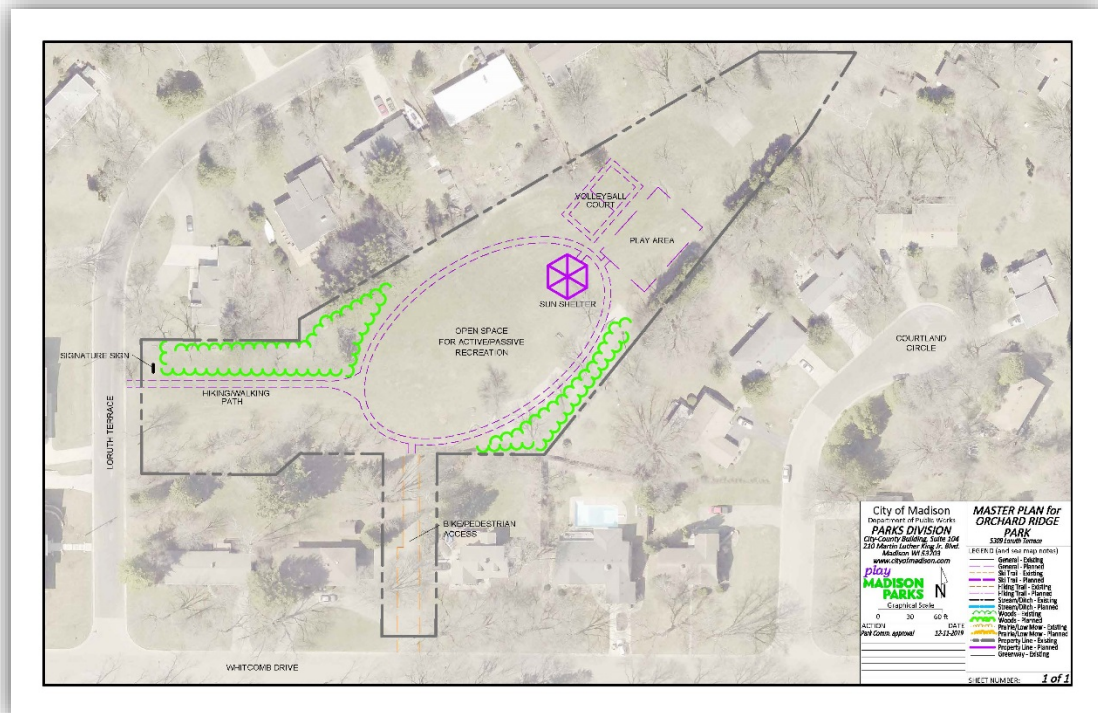 VOLLEYBALL
COURT
PLAY AREA
SUN SHELTER
OPEN SPACE
FOR ACTIVE/PASSIVE
RECREATION
SIGNATURE SIGN
HIKING/WALKING
PATH
LORUTH TERRACE
COURTLAND
CIRCLE
BIKE/PEDESTRIAN
ACCESS
WHITCOMB DRIVE
City of Madison
Department of Public Works
PARKS DIVISION
City-County Building, Suite 104
210 Martin Luther King Jr. Blvd.
Madison WI 53703
www.cityofmadison.com
play
MADISON
PARKS
N
Graphical Scale
0 30 60 ft
ACTION DATE
Park Comm. approval 12-11-2019
MASTER PLAN for
ORCHARD RIDGE
PARK
5309 Loruth Terrace
LEGEND (and see map notes)
General - Existing
General - Planned
Ski Trail - Existing
Ski Trail - Planned
Hiking Trail - Existing
Hiking Trail - Planned
Stream/Ditch - Existing
Stream/Ditch - Planned
Woods - Existing
Woods - Planned
Prairie/Low Mow - Existing
Prairie/Low Mow - Planned
Property Line - Existing
Property Line - Planned
Greenway - Existing
SHEET NUMBER: 1 of 1